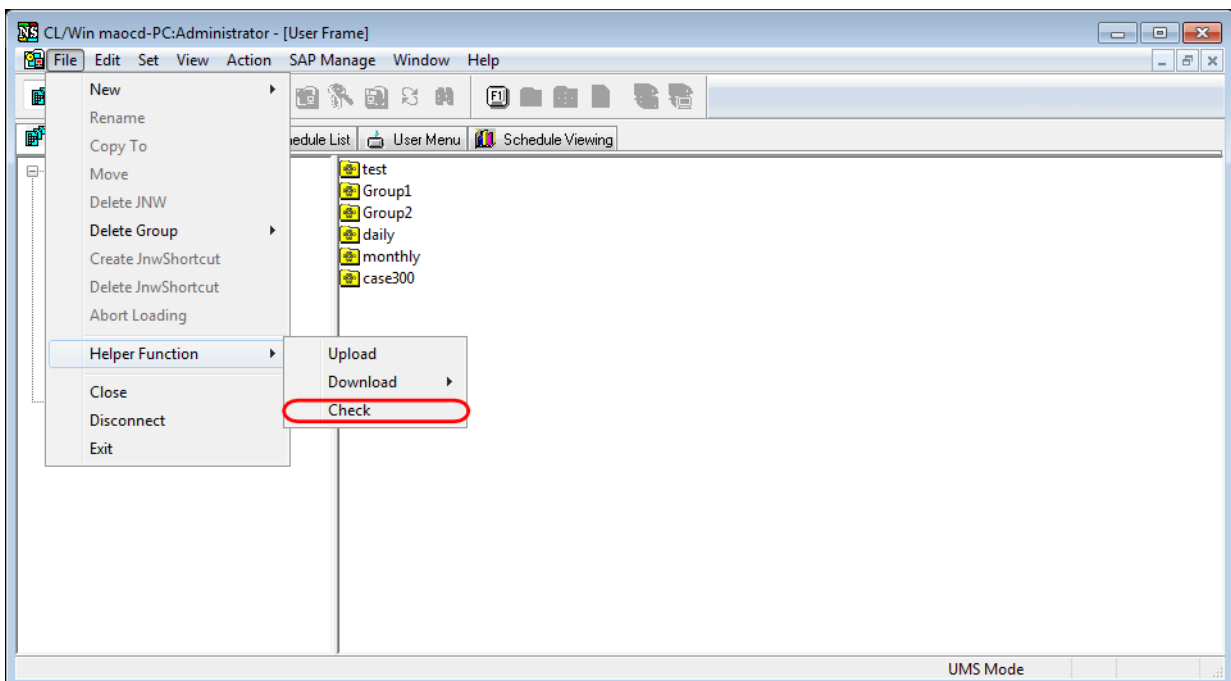 CL/Win maocd-PC:Administrator - [User Frame]
File Edit Set View Action SAP Manage Window Help
New
Rename
Copy To
Move
Delete JNW
Delete Group
Create JnwShortcut
Delete JnwShortcut
Abort Loading
Helper Function
Close
Disconnect
Exit
Upload
Download
Check
F1
List User Menu Schedule Viewing
test
Group1
Group2
daily
monthly
case300
UMS Mode